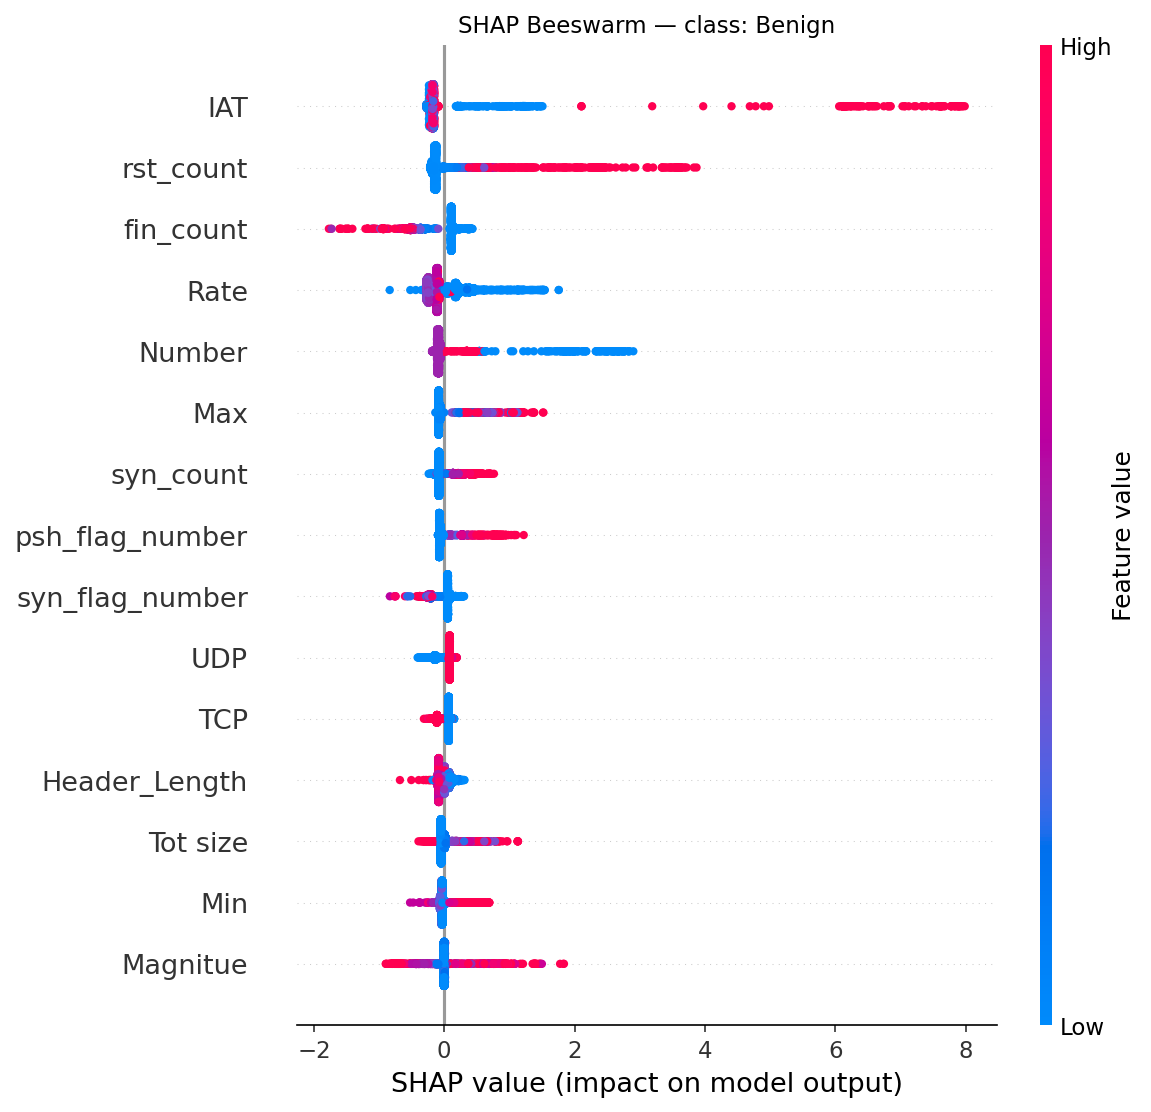 SHAP Beeswarm — class: Benign
High
IAT
rst_count
fin_count
Rate
Number
Max
syn_count
psh_flag_number
syn_flag_number
UDP
TCP
Header_Length
Tot size
Min
Magnitue
Feature value
Low
−2 0 2 4 6 8
SHAP value (impact on model output)